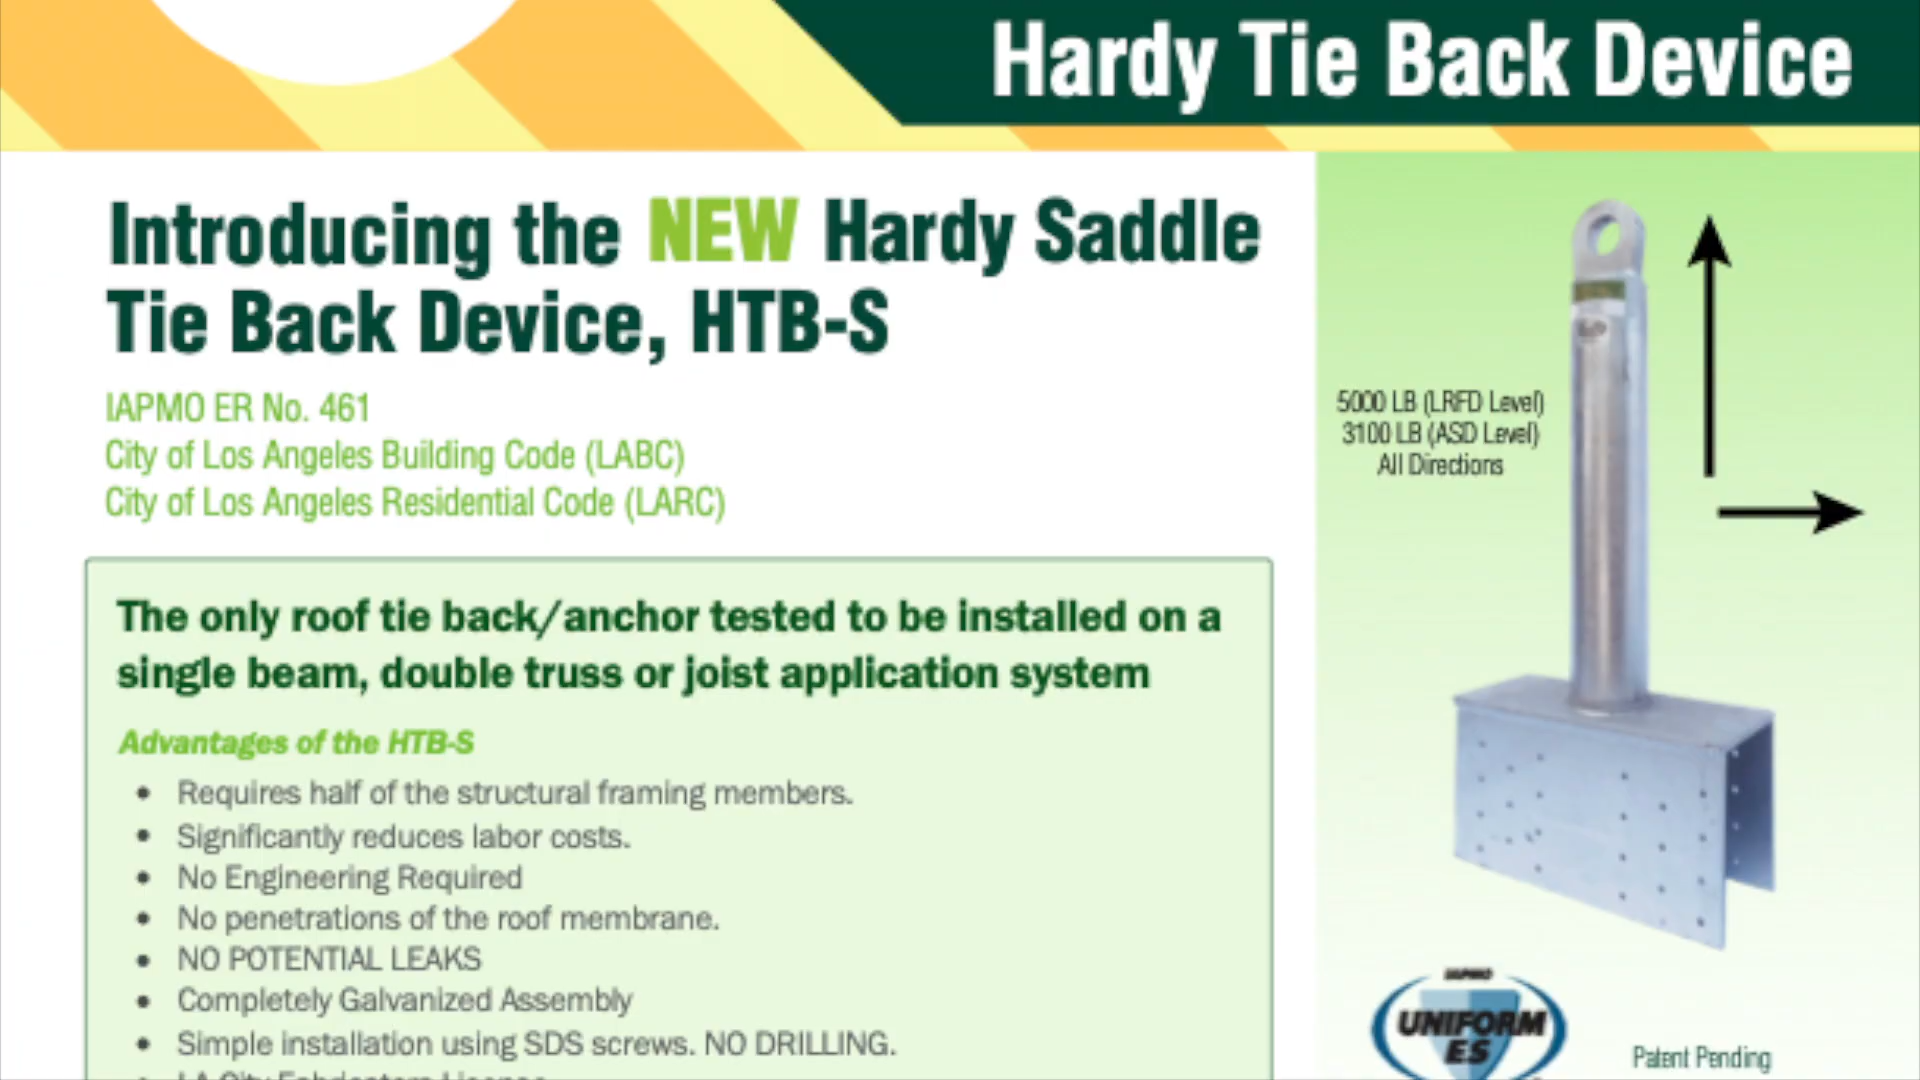 Hardy Tie Back Device
Introducing the NEW Hardy Saddle
Tie Back Device, HTB-S
IAPMO ER No. 461
City of Los Angeles Building Code (LABC)
City of Los Angeles Residential Code (LARC)
5000 LB (LRFD Level)
3100 LB (ASD Level)
All Directions
The only roof tie back/anchor tested to be installed on a
single beam, double truss or joist application system
Advantages of the HTB-S
• Requires half of the structural framing members.
• Significantly reduces labor costs.
• No Engineering Required
• No penetrations of the roof membrane.
• NO POTENTIAL LEAKS
• Completely Galvanized Assembly
• Simple installation using SDS screws. NO DRILLING.
IAPMO
UNIFORM
ES
Patent Pending